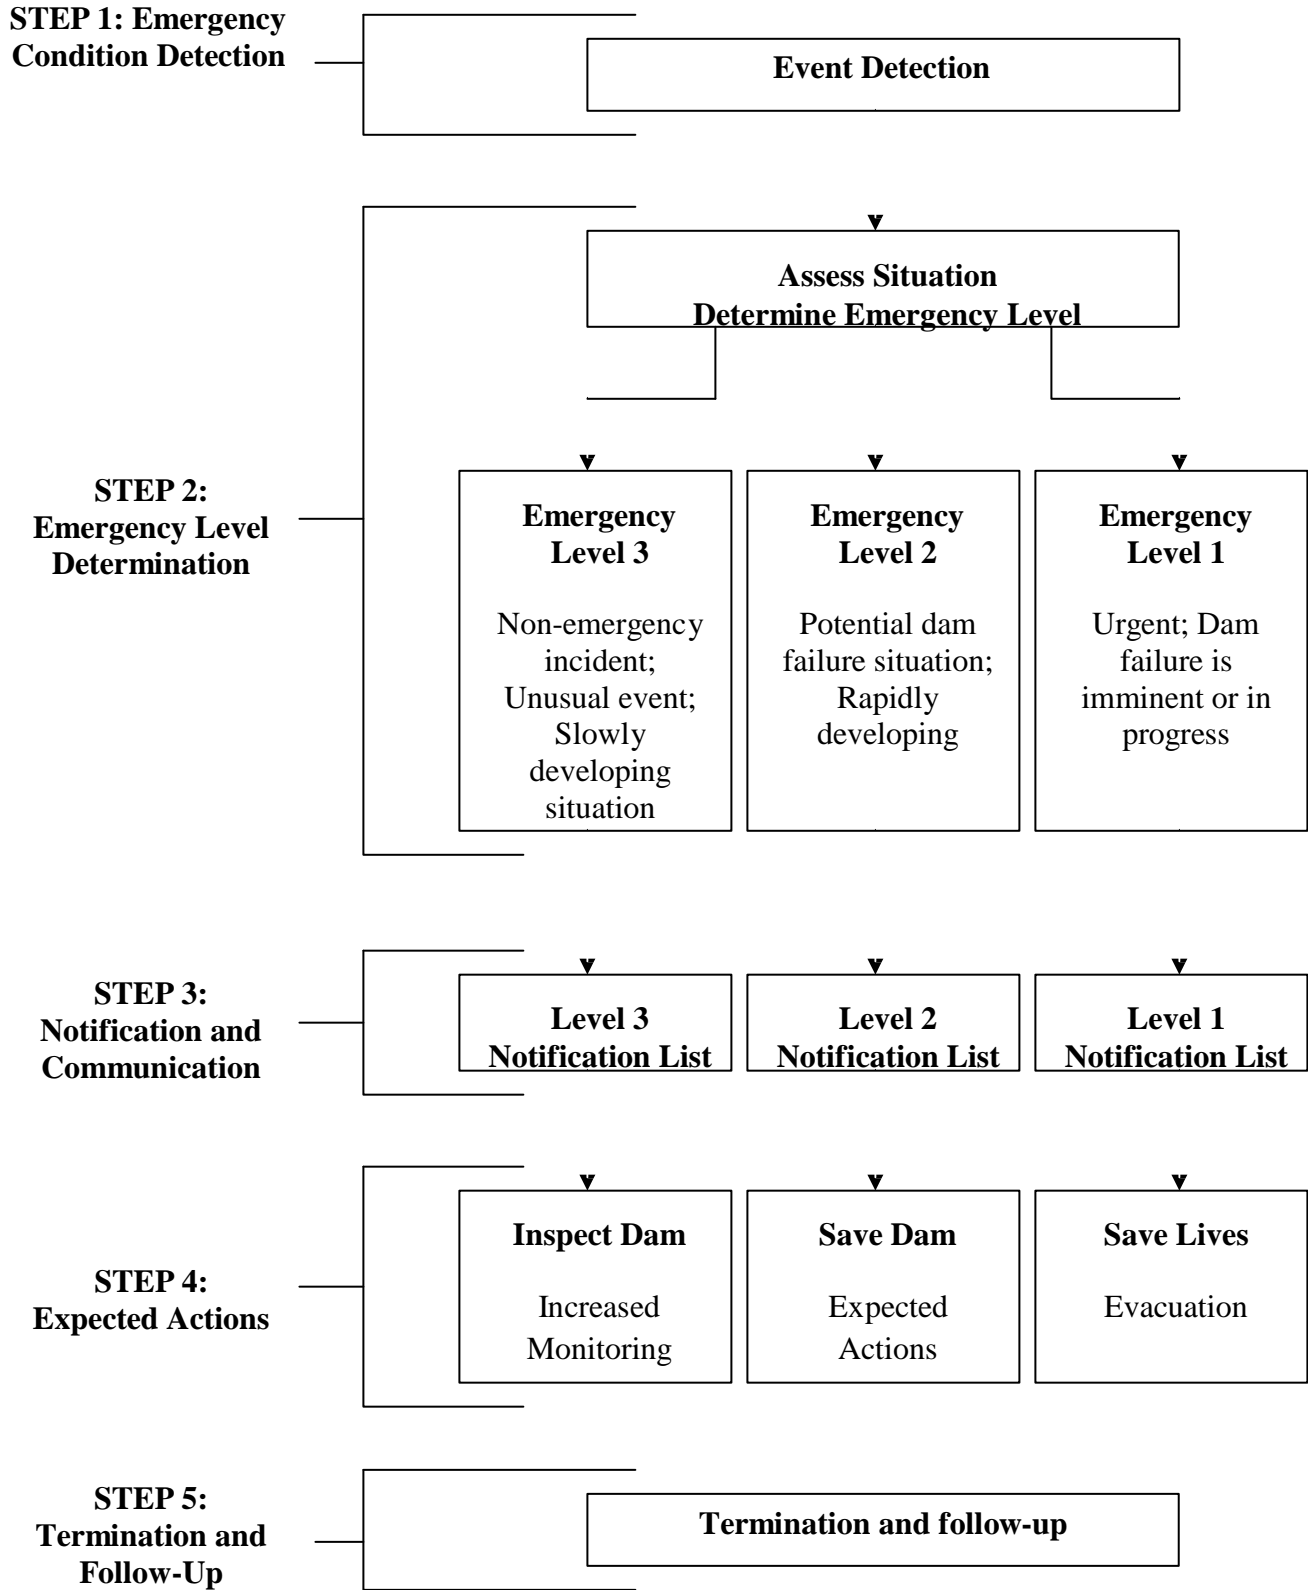 STEP 1: Emergency
Condition Detection
Event Detection
Assess Situation
Determine Emergency Level
STEP 2:
Emergency Level
Determination
Emergency
Level 3
Non-emergency
incident;
Unusual event;
Slowly
developing
situation
Emergency
Level 2
Potential dam
failure situation;
Rapidly
developing
Emergency
Level 1
Urgent; Dam
failure is
imminent or in
progress
STEP 3:
Notification and
Communication
Level 3
Notification List
Level 2
Notification List
Level 1
Notification List
STEP 4:
Expected Actions
Inspect Dam
Increased
Monitoring
Save Dam
Expected
Actions
Save Lives
Evacuation
STEP 5:
Termination and
Follow-Up
Termination and follow-up